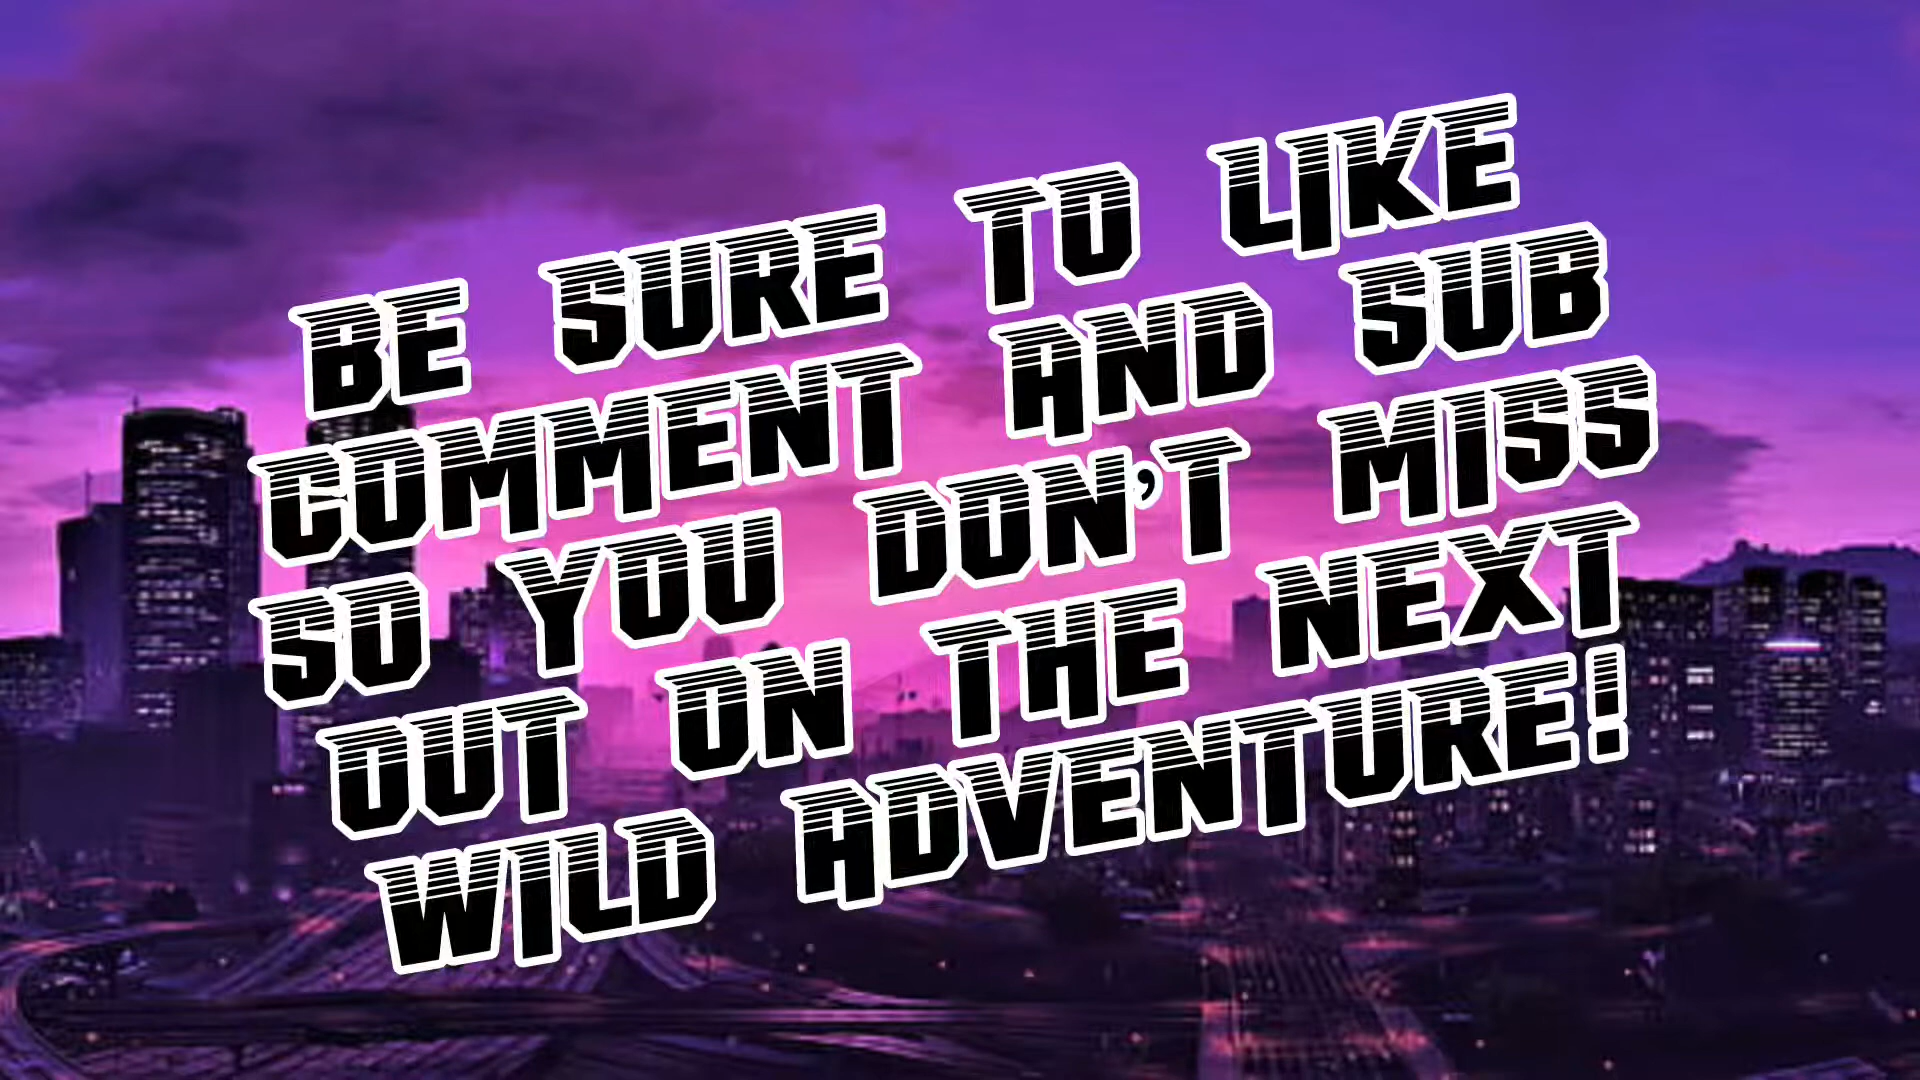 BE SURE TO LIKE
COMMENT AND SUB
SO YOU DON'T MISS
OUT ON THE NEXT
WILD ADVENTURE!